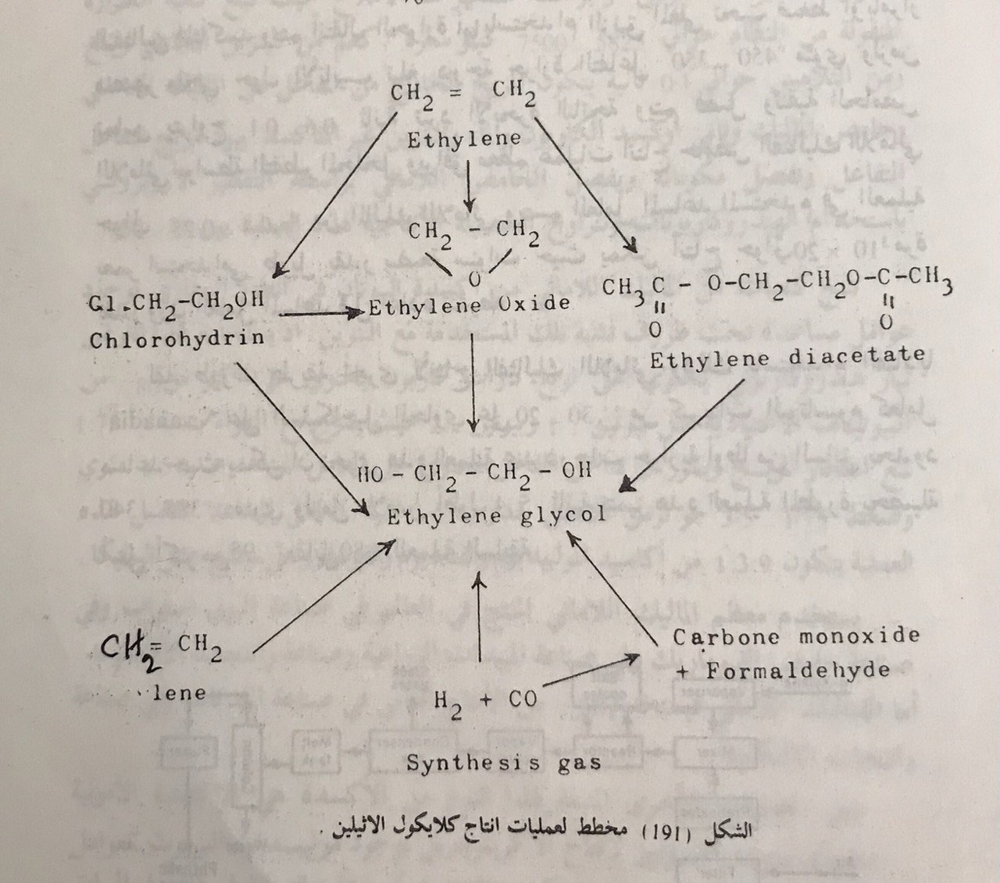 CH2 = CH2
Ethylene
CH2 - CH2
O
Ethylene Oxide
Cl.CH2-CH2OH
Chlorohydrin
CH3 C - O-CH2-CH2O-C-CH3
O
O
Ethylene diacetate
HO - CH2 - CH2 - OH
Ethylene glycol
CH2 = CH2
lene
H2 + CO
Synthesis gas
Carbone monoxide
+ Formaldehyde
الشكل (191) مخطط لعمليات انتاج كلايكول الاثيلين .